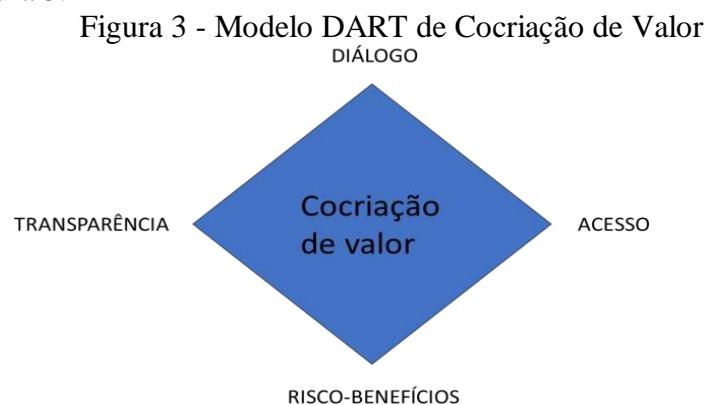 Figura 3 - Modelo DART de Cocriação de Valor
DIÁLOGO
Cocriação
de valor
TRANSPARÊNCIA
ACESSO
RISCO-BENEFÍCIOS